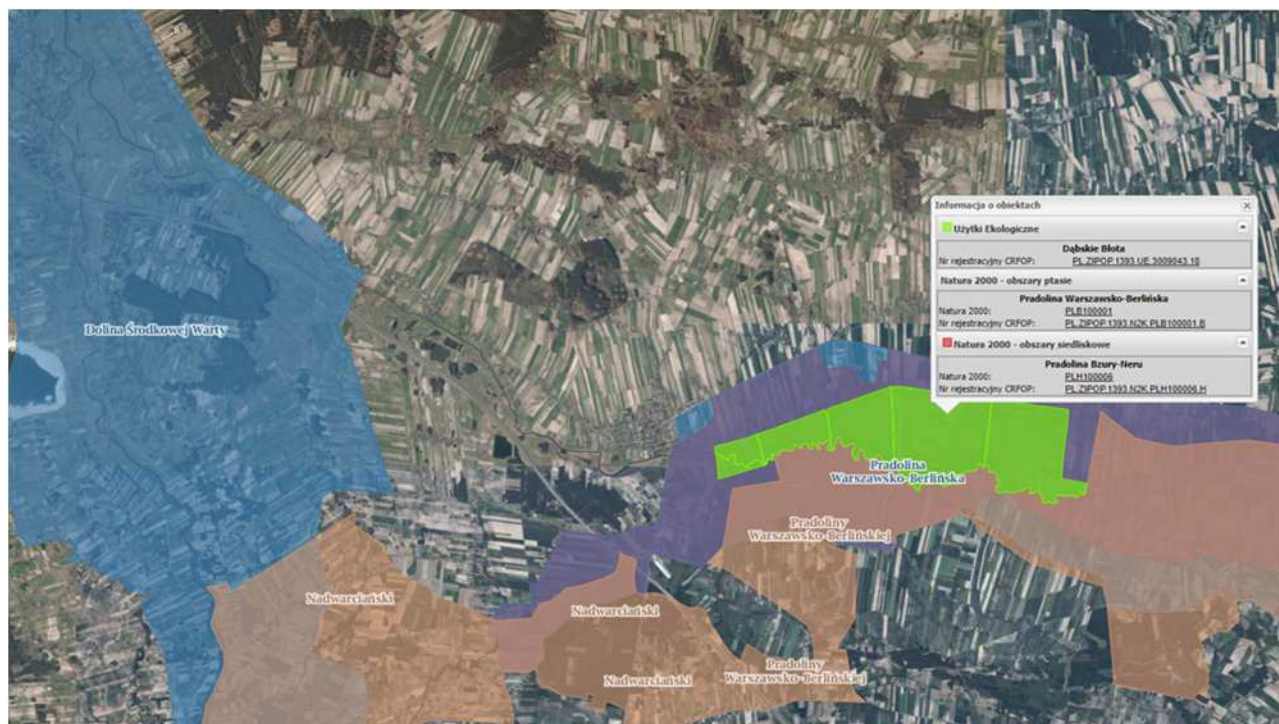 Dolina Środkowej Warty
Informacja o obiektach
Użytki Ekologiczne
Dąbskie Błota
Nr rejestracyjny CRFOP: PL.ZIPOP.1393.UE.3009043.18
Natura 2000 - obszary ptasie
Pradolina Warszawsko-Berlińska
Natura 2000: PLB100001
Nr rejestracyjny CRFOP: PL.ZIPOP.1393.N2K.PLB100001.B
Natura 2000 - obszary siedliskowe
Pradolina Bzury-Neru
Natura 2000: PLH100006
Nr rejestracyjny CRFOP: PL.ZIPOP.1393.N2K.PLH100006.H
Pradolina
Warszawsko-Berlińska
Pradoliny
Warszawsko-Berlińskiej
Nadwarciański
Nadwarciański
Nadwarciański
Pradoliny
Warszawsko-Berlińskiej